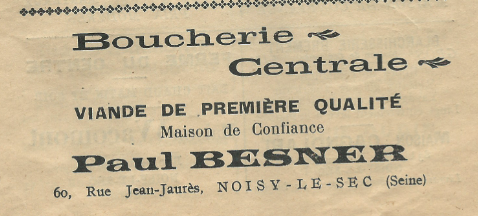 Boucherie
Centrale
VIANDE DE PREMIÈRE QUALITÉ
Maison de Confiance
Paul BESNER
60, Rue Jean-Jaurès, NOISY-LE-SEC (Seine)